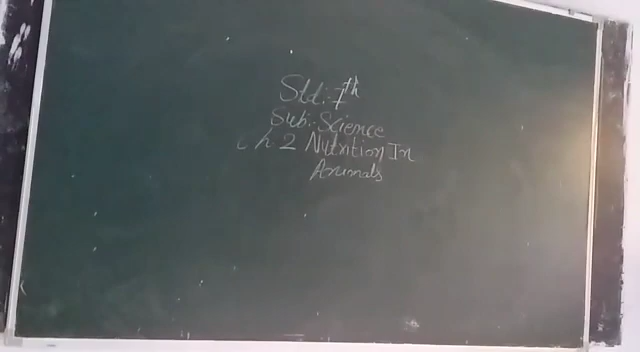 Std:-7th
Sub:-Science
Ch 2 Nutrition In
Animals